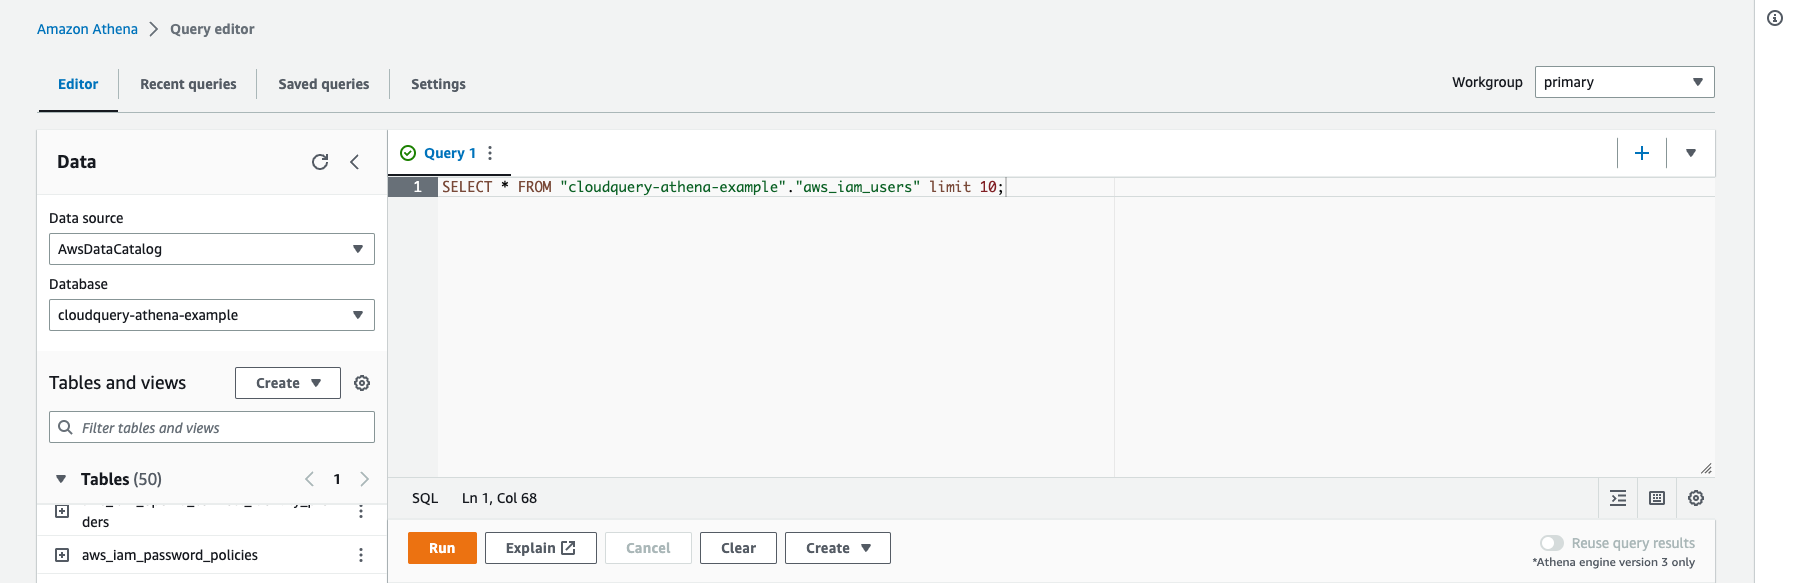 Amazon Athena > Query editor
Editor Recent queries Saved queries Settings
Workgroup primary
Data
Data source
AwsDataCatalog
Database
cloudquery-athena-example
Tables and views Create
Filter tables and views
Tables (50) 1
ders
aws_iam_password_policies
Query 1
1 SELECT * FROM "cloudquery-athena-example"."aws_iam_users" limit 10;
SQL Ln 1, Col 68
Run Explain Cancel Clear Create
Reuse query results
*Athena engine version 3 only